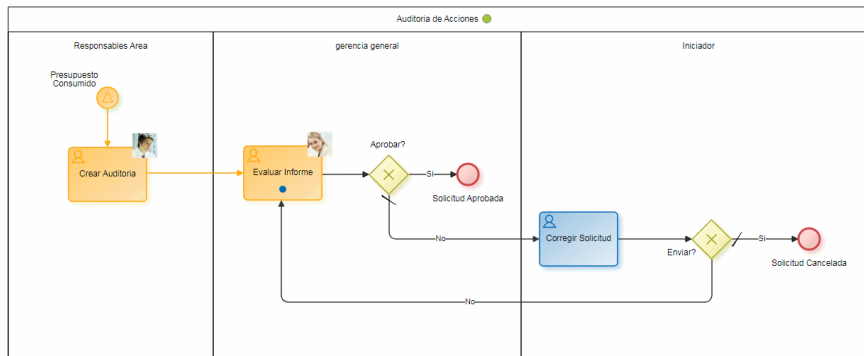 Auditoria de Acciones
Responsables Area
gerencia general
Iniciador
Presupuesto
Consumido
Crear Auditoria
Evaluar Informe
Aprobar?
Si
Solicitud Aprobada
No
Corregir Solicitud
Enviar?
Si
Solicitud Cancelada
No